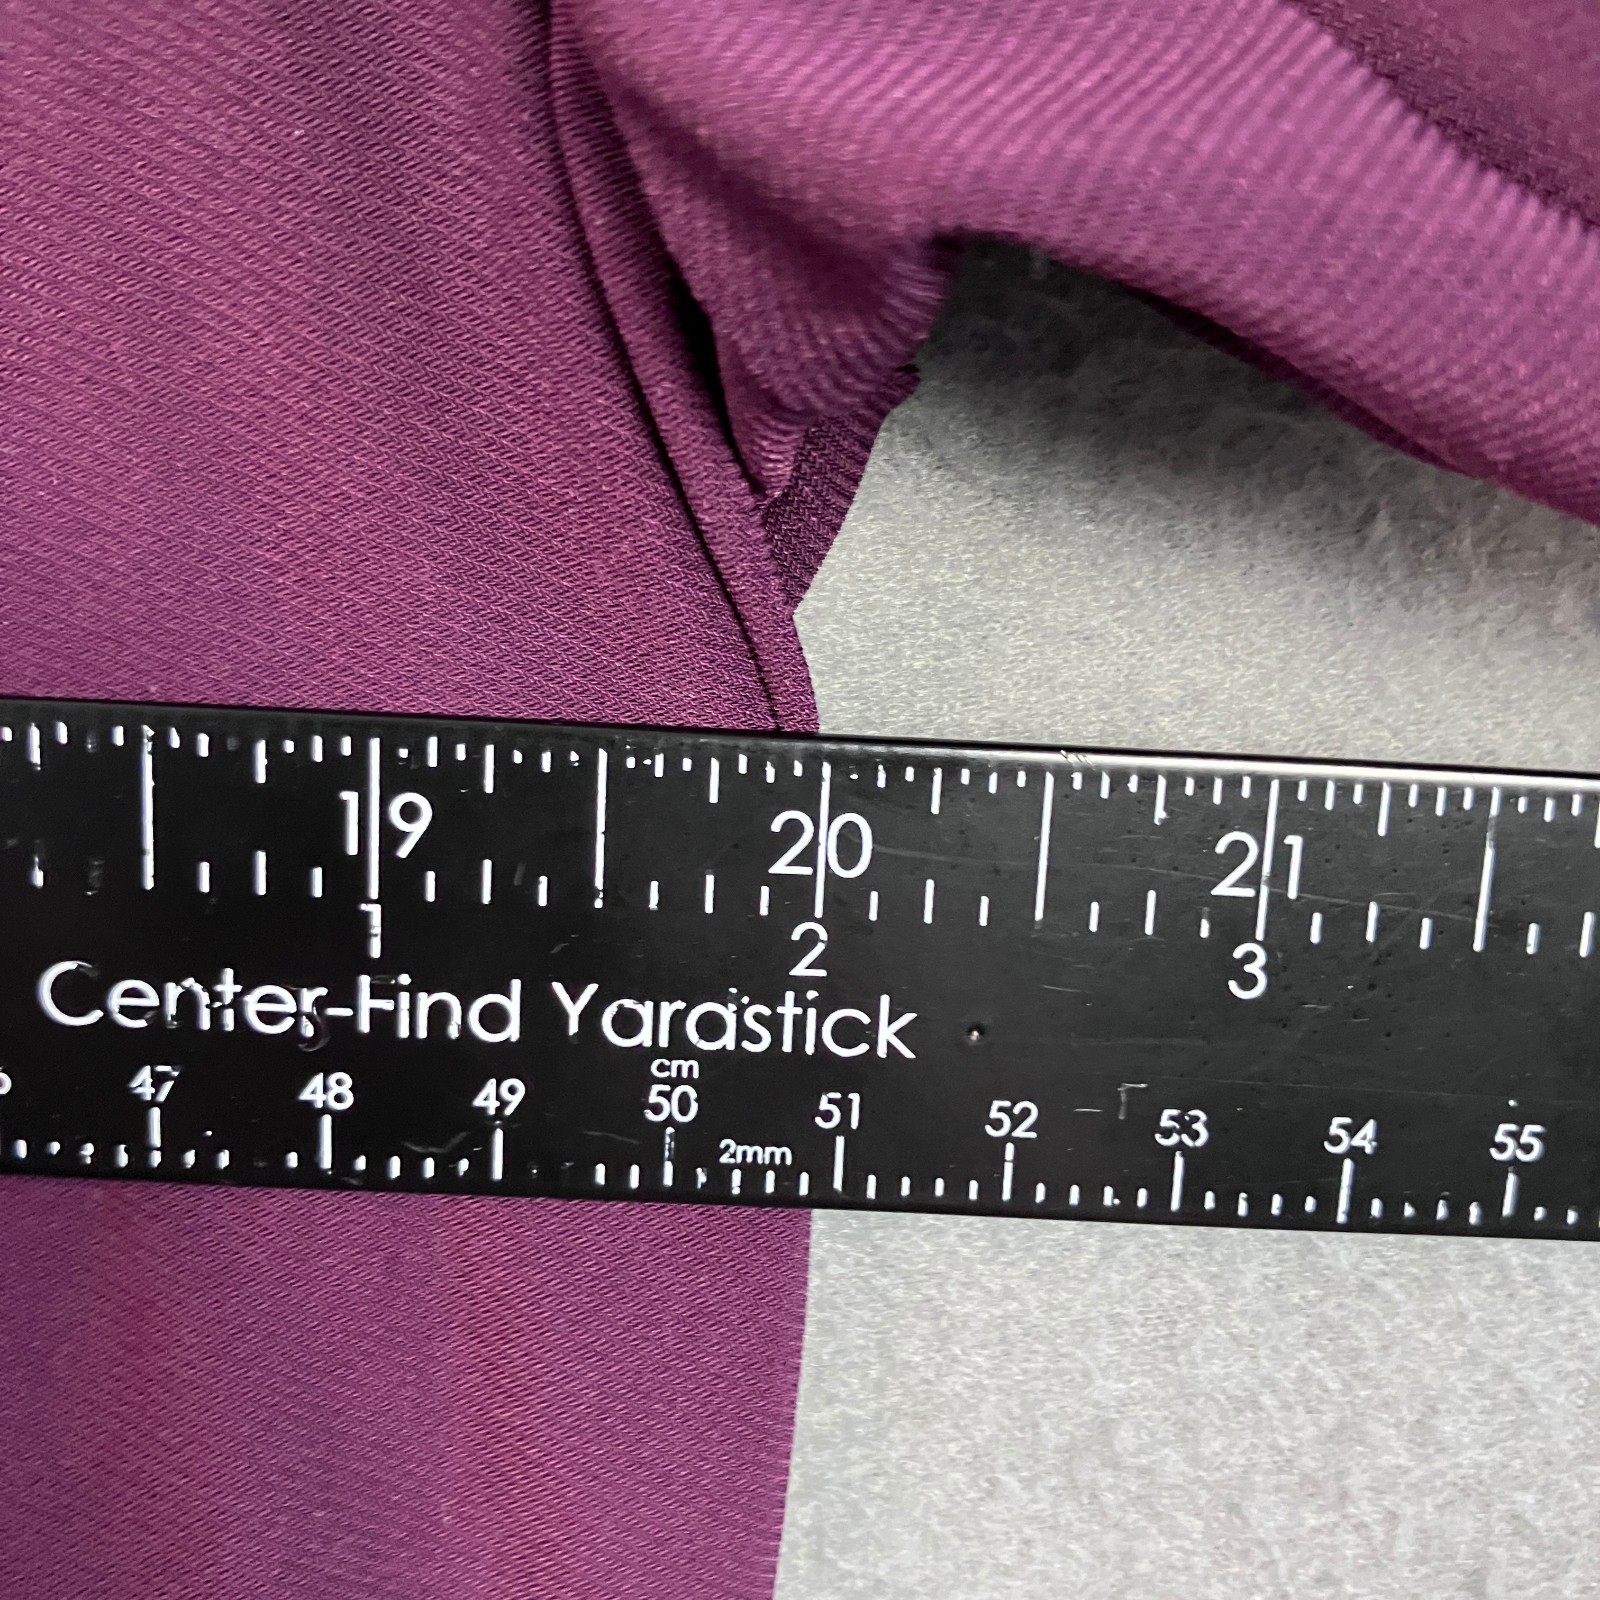 19 20 21
1 2 3
Center-Find Yardstick
cm
47 48 49 50 51 52 53 54 55
2mm